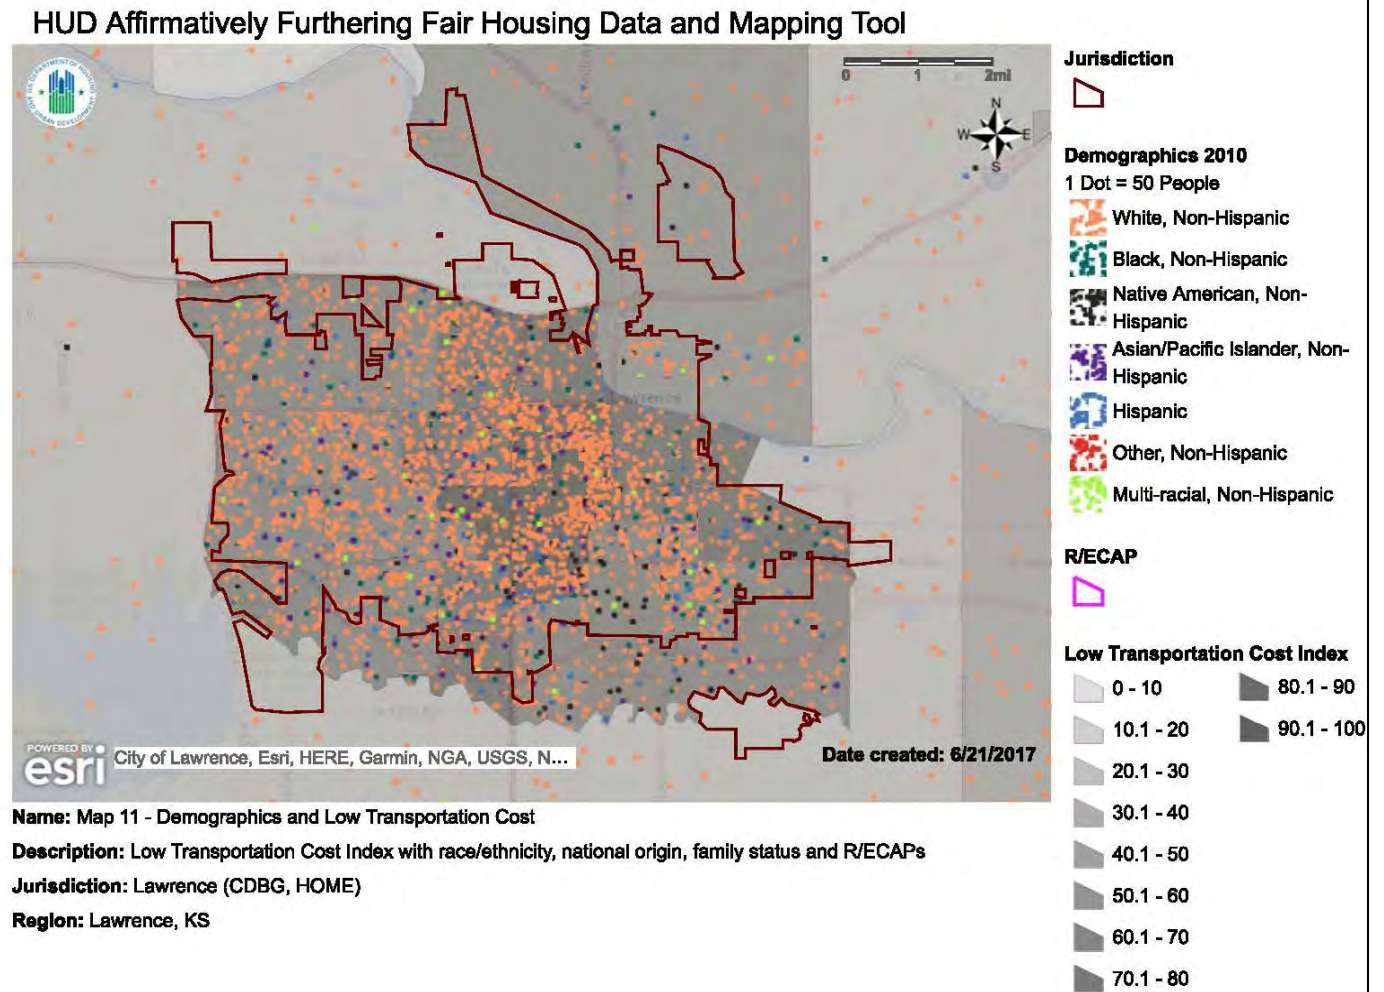 HUD Affirmatively Furthering Fair Housing Data and Mapping Tool
0 1 2mi
N
W E
S
Lawrence
POWERED BY
esri
City of Lawrence, Esri, HERE, Garmin, NGA, USGS, N...
Date created: 6/21/2017
Jurisdiction
Demographics 2010
1 Dot = 50 People
White, Non-Hispanic
Black, Non-Hispanic
Native American, Non-
Hispanic
Asian/Pacific Islander, Non-
Hispanic
Hispanic
Other, Non-Hispanic
Multi-racial, Non-Hispanic
R/ECAP
Low Transportation Cost Index
0 - 10
10.1 - 20
20.1 - 30
30.1 - 40
40.1 - 50
50.1 - 60
60.1 - 70
70.1 - 80
80.1 - 90
90.1 - 100
Name: Map 11 - Demographics and Low Transportation Cost
Description: Low Transportation Cost Index with race/ethnicity, national origin, family status and R/ECAPs
Jurisdiction: Lawrence (CDBG, HOME)
Region: Lawrence, KS